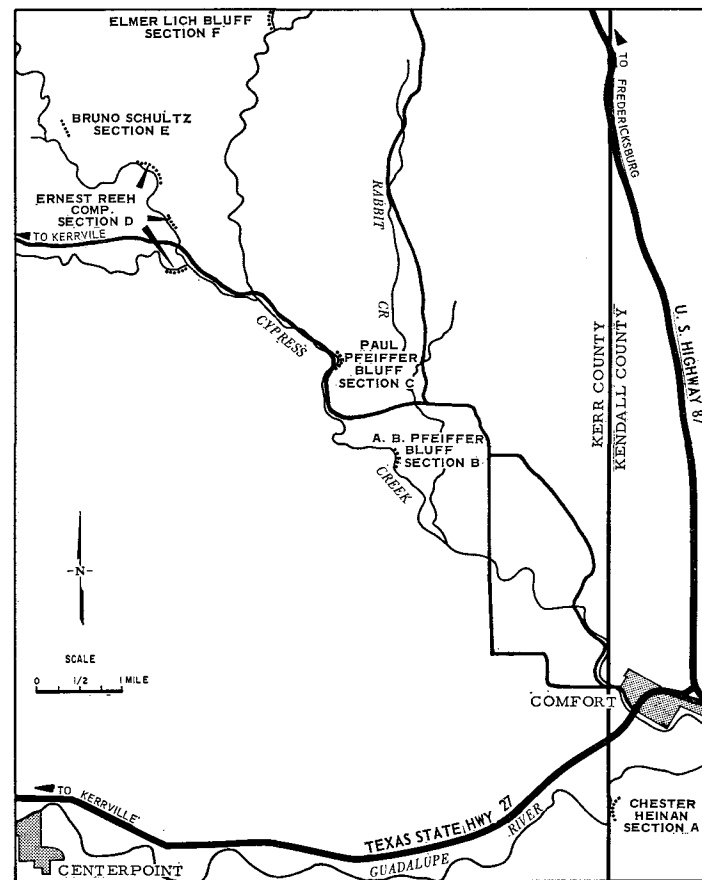 ELMER LICH BLUFF
SECTION F
TO FREDERICKSBURG
BRUNO SCHULTZ
SECTION E
ERNEST REEH
COMP.
SECTION D
TO KERRVILE
RABBIT
CR
CYPRESS
PAUL
PFEIFFER
BLUFF
SECTION C
U. S. HIGHWAY 87
KERR COUNTY
KENDALL COUNTY
A. B. PFEIFFER
BLUFF
SECTION B
CREEK
-N-
SCALE
0 1/2 1 MILE
COMFORT
TO KERRVILLE
TEXAS STATE HWY 27
GUADALUPE RIVER
CHESTER
HEINAN
SECTION A
CENTERPOINT